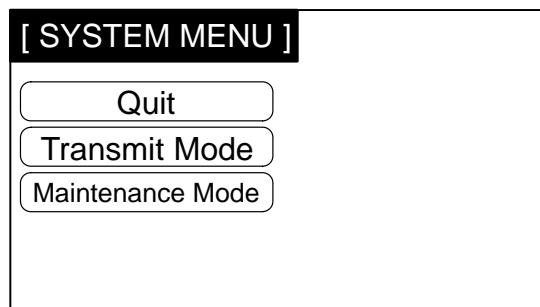 [ SYSTEM MENU ]
Quit
Transmit Mode
Maintenance Mode